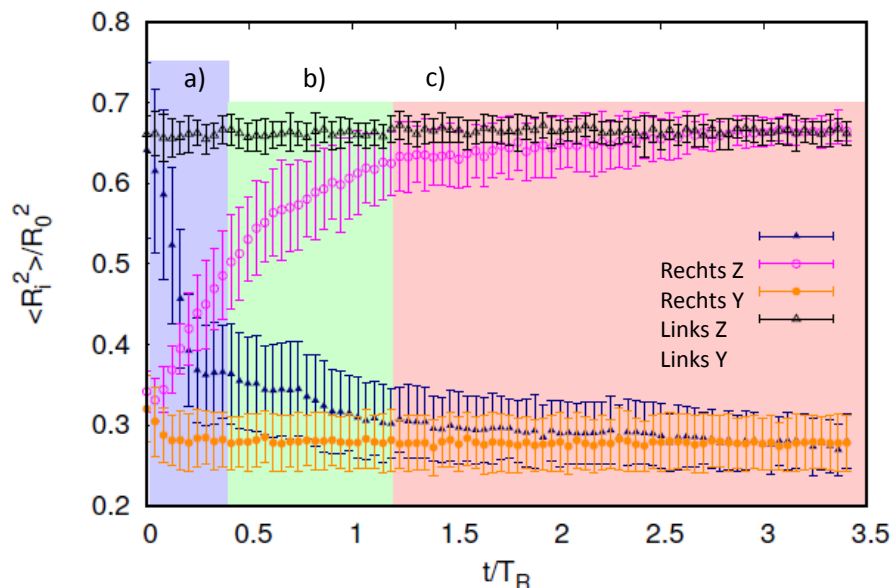 0.8
0.7
0.6
0.5
0.4
0.3
0.2
<R_i^2>/R_0^2
a)
b)
c)
Rechts Z
Rechts Y
Links Z
Links Y
0 0.5 1 1.5 2 2.5 3 3.5
t/T_R